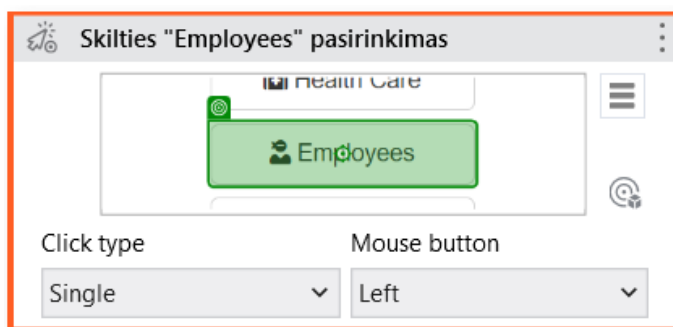 Skilties "Employees" pasirinkimas
Health Care
Employees
Click type
Mouse button
Single
Left